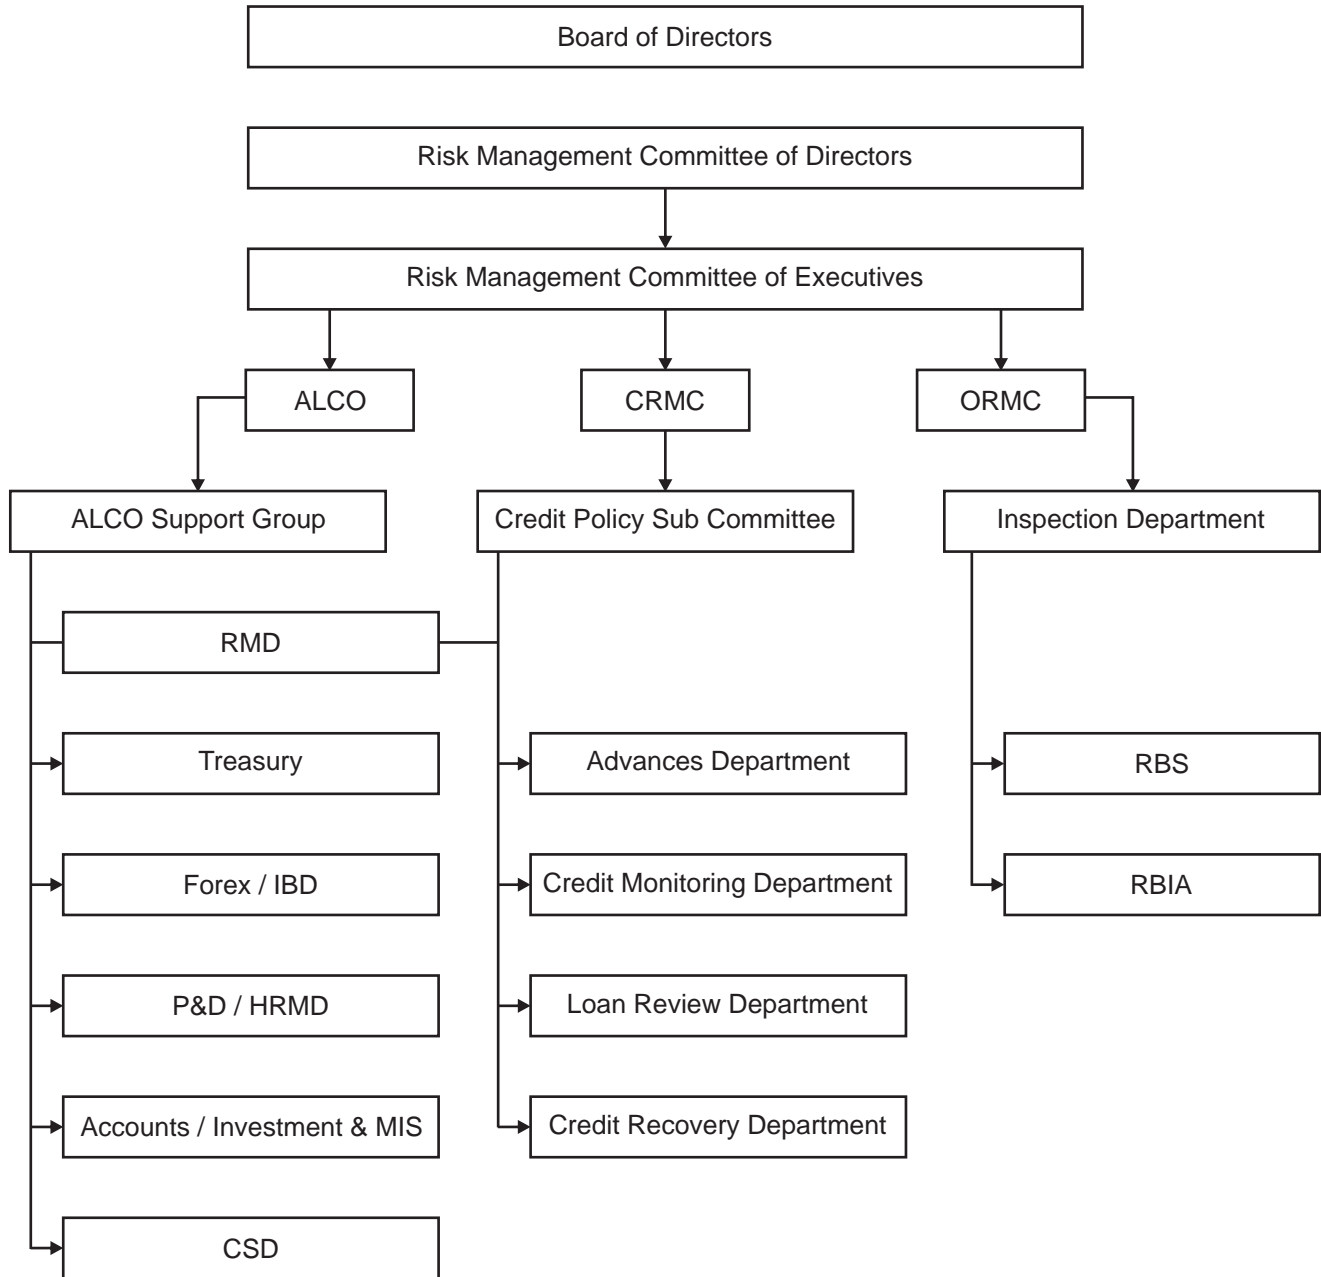 Board of Directors
Risk Management Committee of Directors
Risk Management Committee of Executives
ALCO
CRMC
ORMC
ALCO Support Group
Credit Policy Sub Committee
Inspection Department
RMD
Treasury
Advances Department
RBS
Forex / IBD
Credit Monitoring Department
RBIA
P&D / HRMD
Loan Review Department
Accounts / Investment & MIS
Credit Recovery Department
CSD